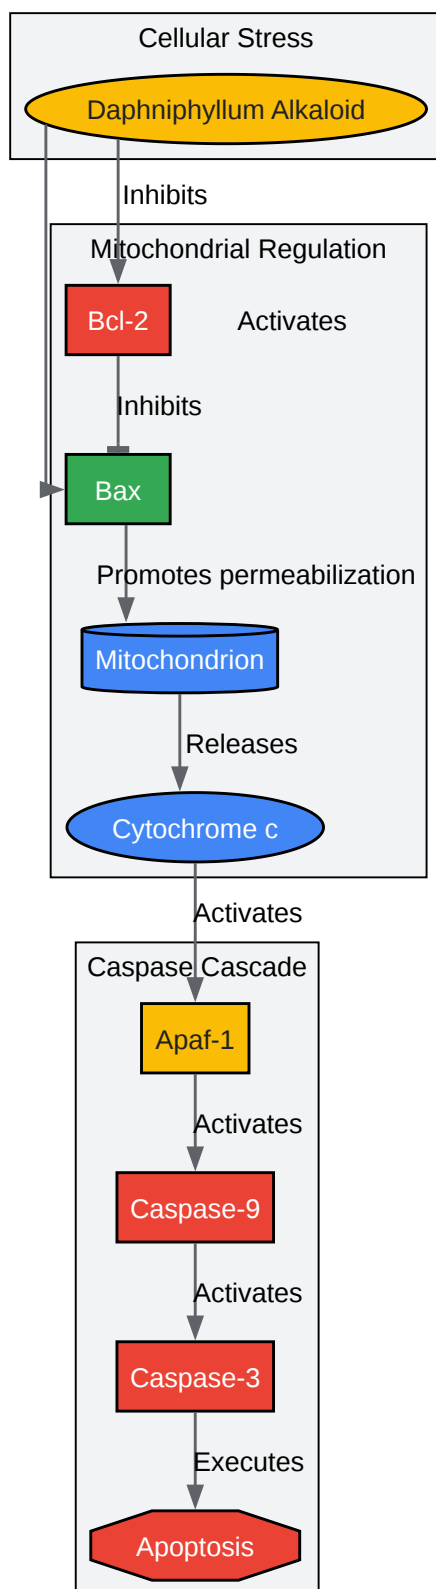 Cellular Stress
Daphniphyllum Alkaloid
Inhibits
Mitochondrial Regulation
Bcl-2
Activates
Inhibits
Bax
Promotes permeabilization
Mitochondrion
Releases
Cytochrome c
Activates
Caspase Cascade
Apaf-1
Activates
Caspase-9
Activates
Caspase-3
Executes
Apoptosis